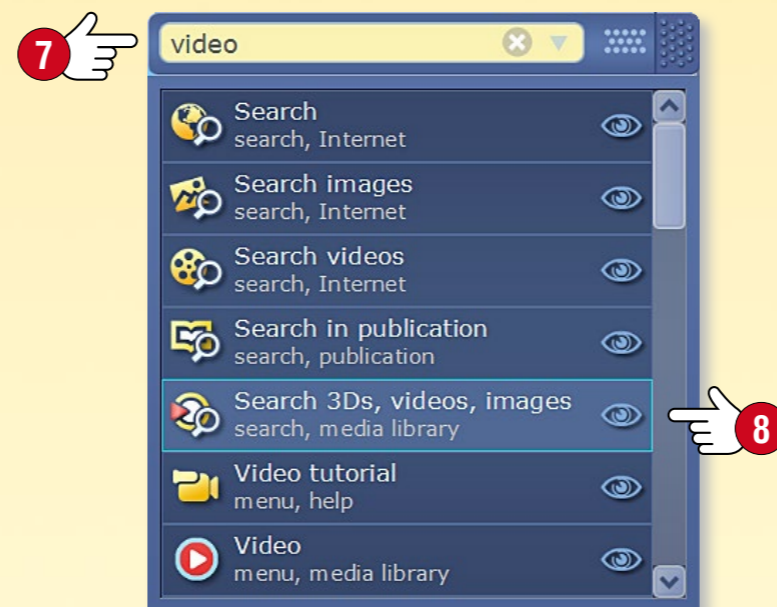 7
video
Search
search, Internet
Search images
search, Internet
Search videos
search, Internet
Search in publication
search, publication
Search 3Ds, videos, images
search, media library
8
Video tutorial
menu, help
Video
menu, media library